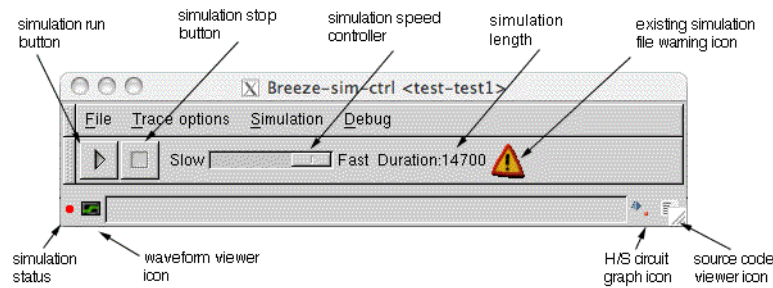 simulation run
button
simulation stop
button
simulation speed
controller
simulation
length
existing simulation
file warning icon
X Breeze-sim-ctrl <test-test1>
File Trace options Simulation Debug
Slow Fast Duration:14700
simulation
status
waveform viewer
icon
H/S circuit
graph icon
source code
viewer icon